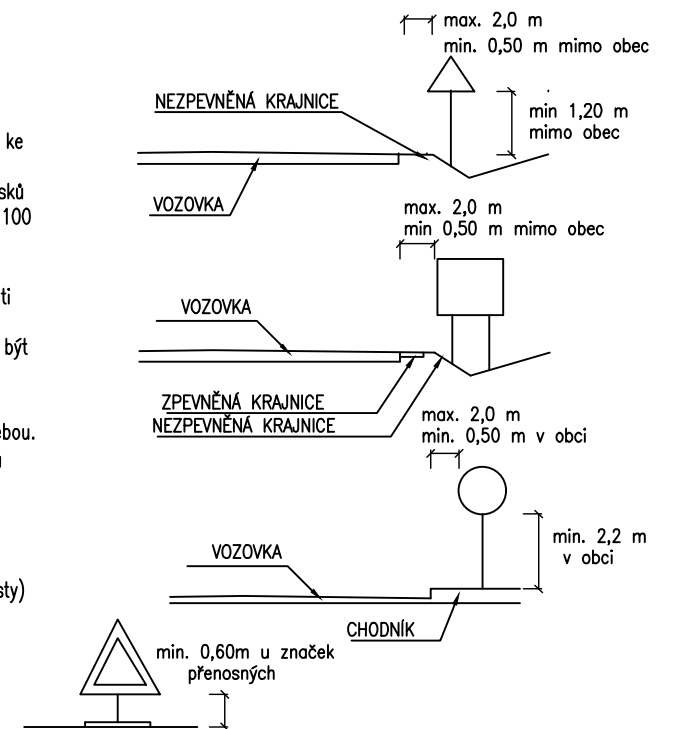 max. 2,0 m
min. 0,50 m mimo obec
NEZPEVNĚNÁ KRAJNICE
min 1,20 m
mimo obec
ke
sků
100
VOZOVKA
max. 2,0 m
min 0,50 m mimo obec
ti
VOZOVKA
být
ZPEVNĚNÁ KRAJNICE
NEZPEVNĚNÁ KRAJNICE
max. 2,0 m
min. 0,50 m v obci
ebou.
VOZOVKA
min. 2,2 m
v obci
sty)
CHODNÍK
min. 0,60m u značek
přenosných